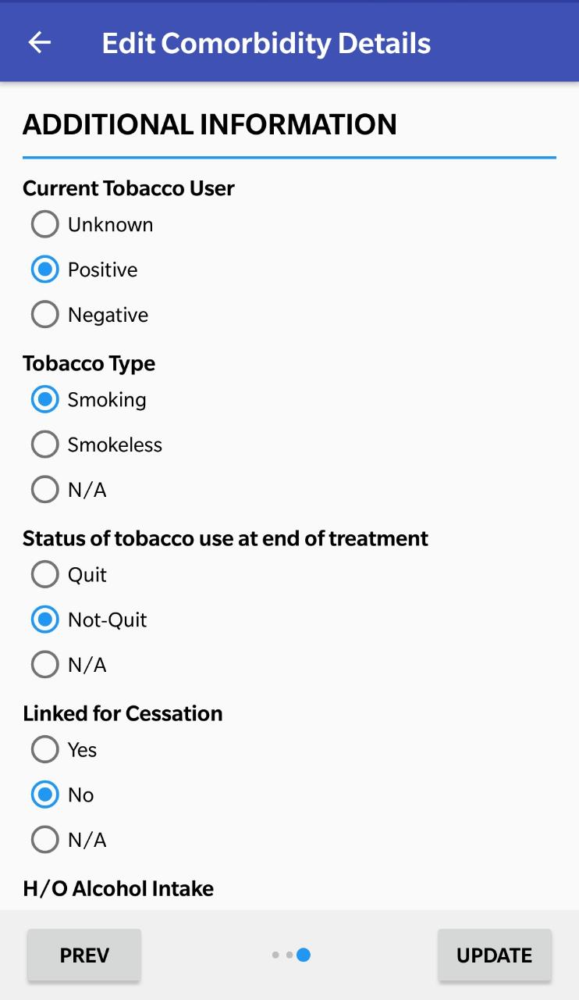 Edit Comorbidity Details
ADDITIONAL INFORMATION
Current Tobacco User
Unknown
Positive
Negative
Tobacco Type
Smoking
Smokeless
N/A
Status of tobacco use at end of treatment
Quit
Not-Quit
N/A
Linked for Cessation
Yes
No
N/A
H/O Alcohol Intake
PREV
UPDATE